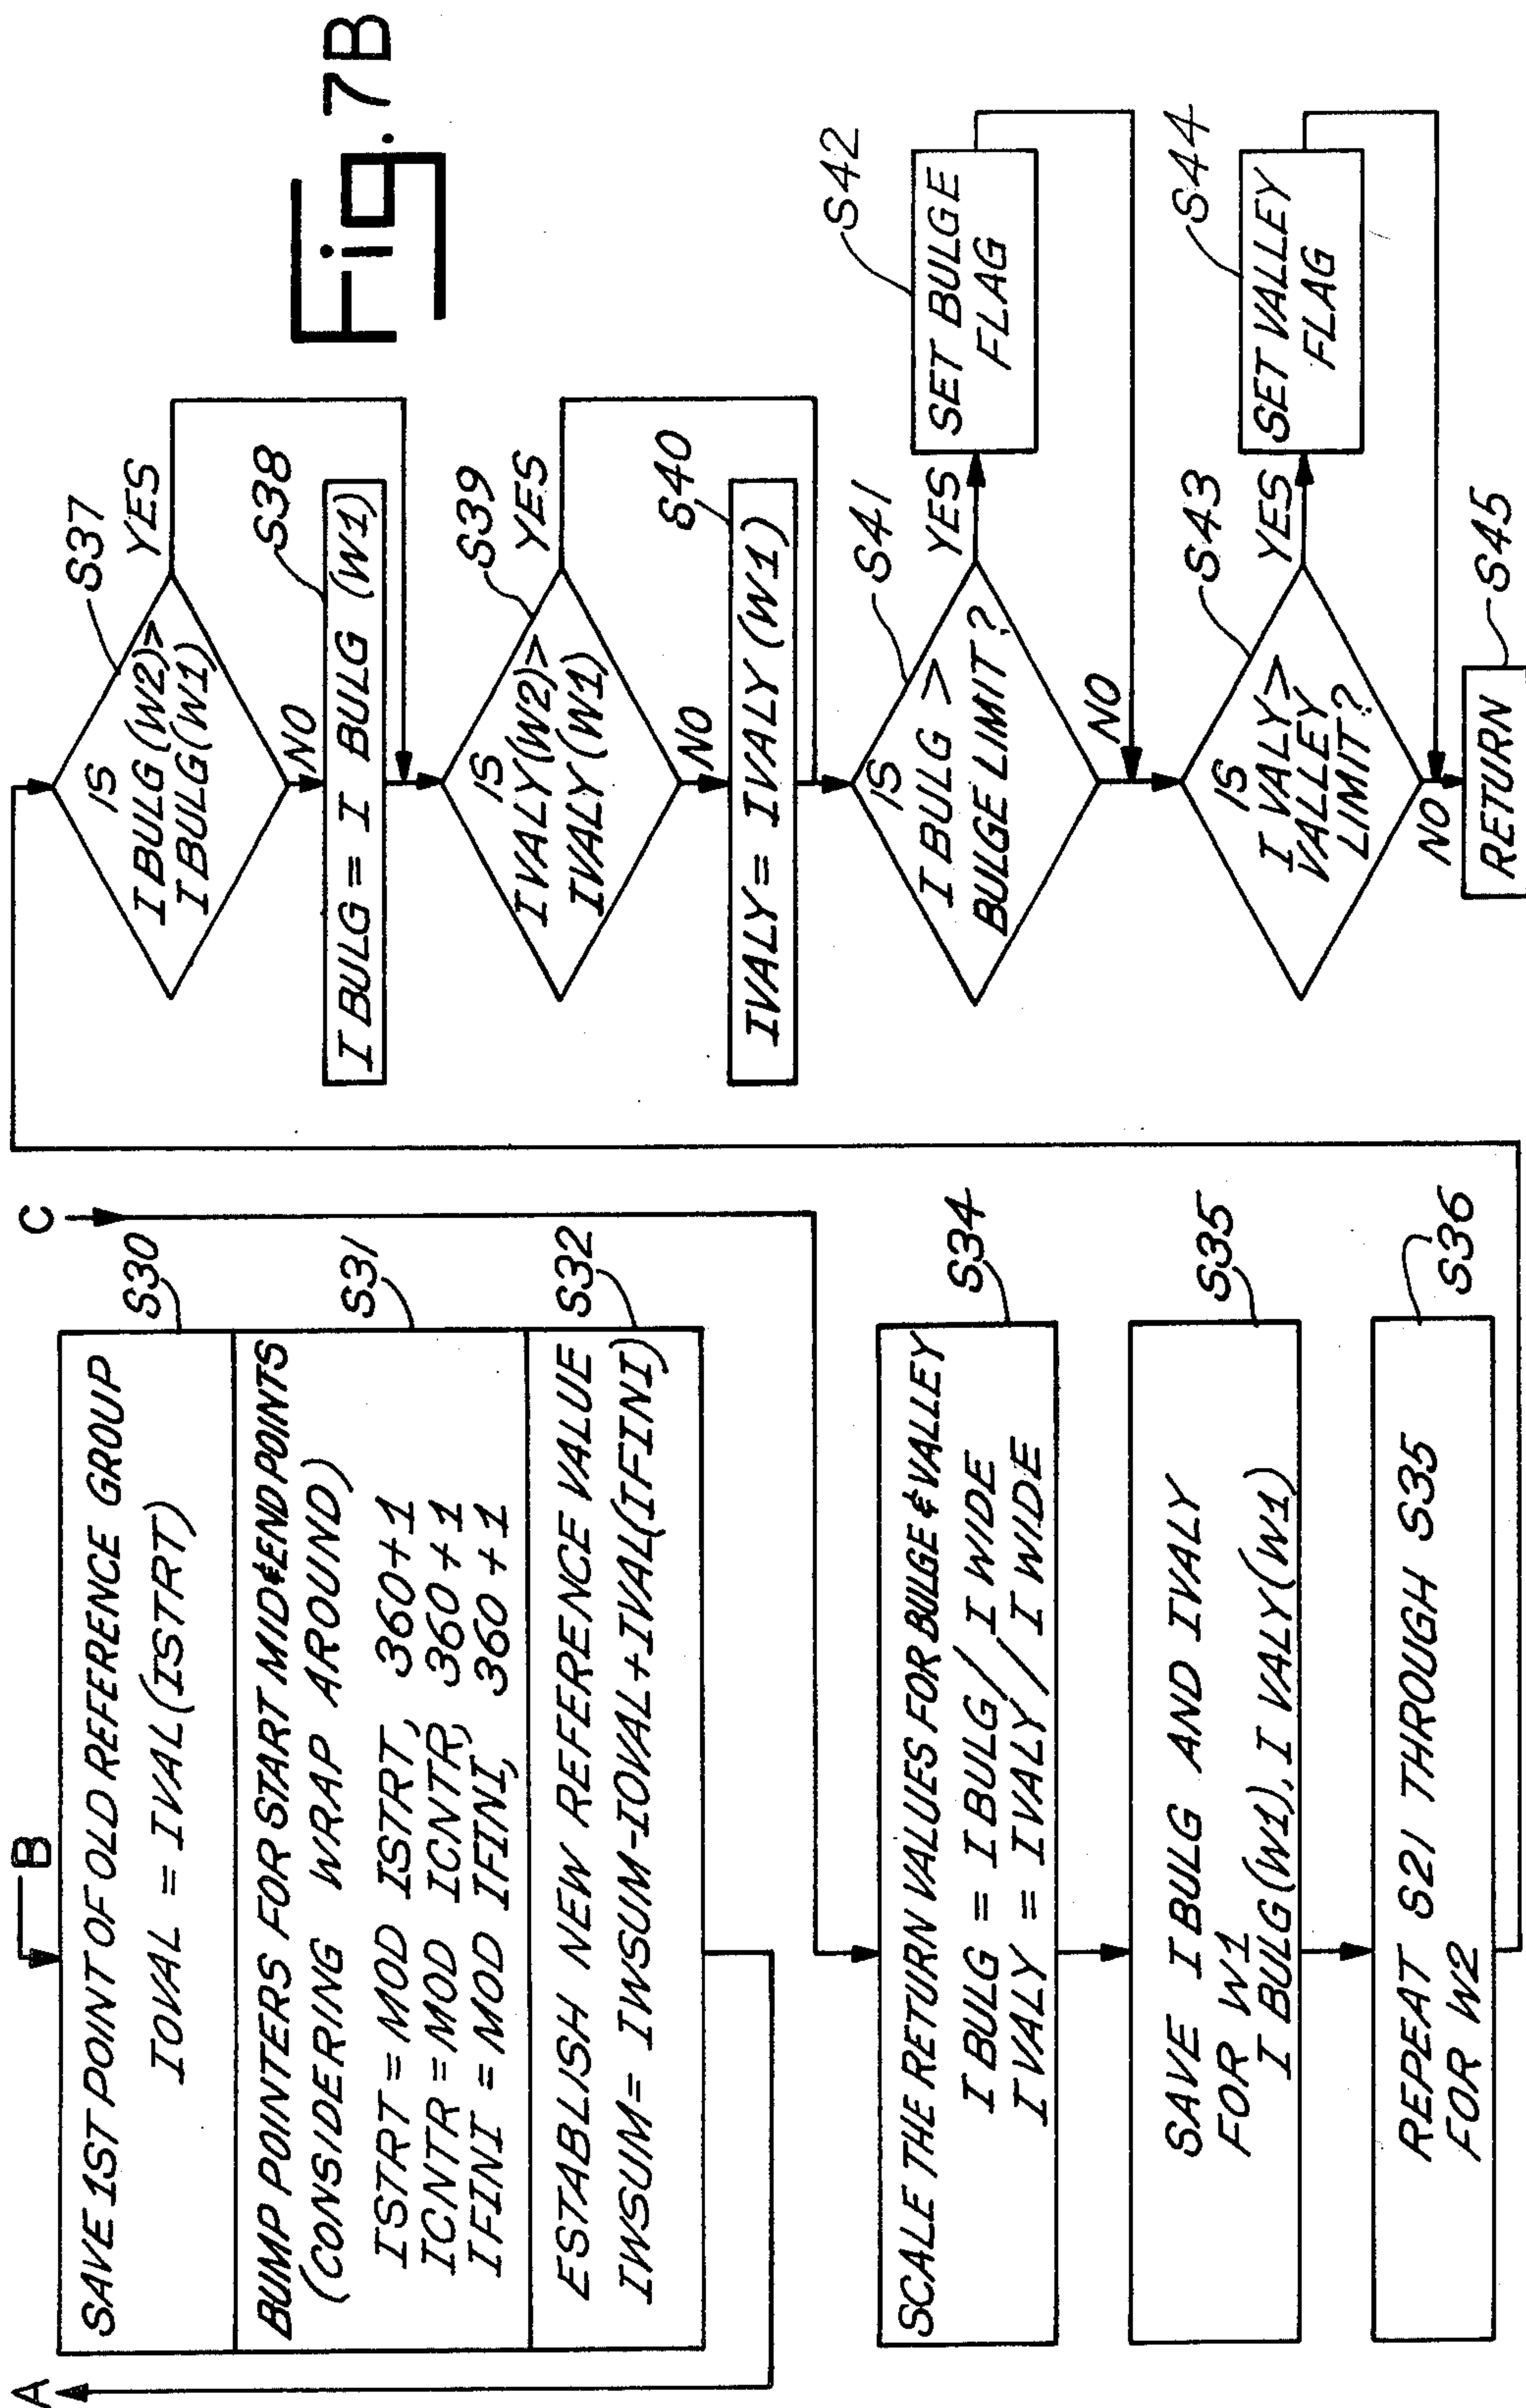 Fig. 7B
A
B
C
SAVE 1ST POINT OF OLD REFERENCE GROUP
IOVAL = IVAL(ISTRT)
S30
BUMP POINTERS FOR START MID & END POINTS
(CONSIDERING WRAP AROUND)
ISTRT = MOD ISTRT, 360+1
ICNTR = MOD ICNTR, 360+1
IFINI = MOD IFINI, 360+1
S31
ESTABLISH NEW REFERENCE VALUE
IWSUM = IWSUM-IOVAL+IVAL(IFINI)
S32
SCALE THE RETURN VALUES FOR BULGE & VALLEY
I BULG = I BULG / I WIDE
I VALY = IVALY / I WIDE
S34
SAVE I BULG AND IVALY
FOR W1
I BULG(W1), I VALY(W1)
S35
REPEAT S21 THROUGH S35
FOR W2
S36
IS
I BULG(W2)>
I BULG(W1)
S37
YES
NO
I BULG = I BULG (W1)
S38
IS
I VALY(W2)>
IVALY(W1)
S39
YES
NO
IVALY = IVALY (W1)
S40
IS
I BULG >
BULGE LIMIT?
S41
YES
NO
SET BULGE
FLAG
S42
IS
I VALY>
VALLEY
LIMIT?
S43
YES
NO
SET VALLEY
FLAG
S44
RETURN
S45